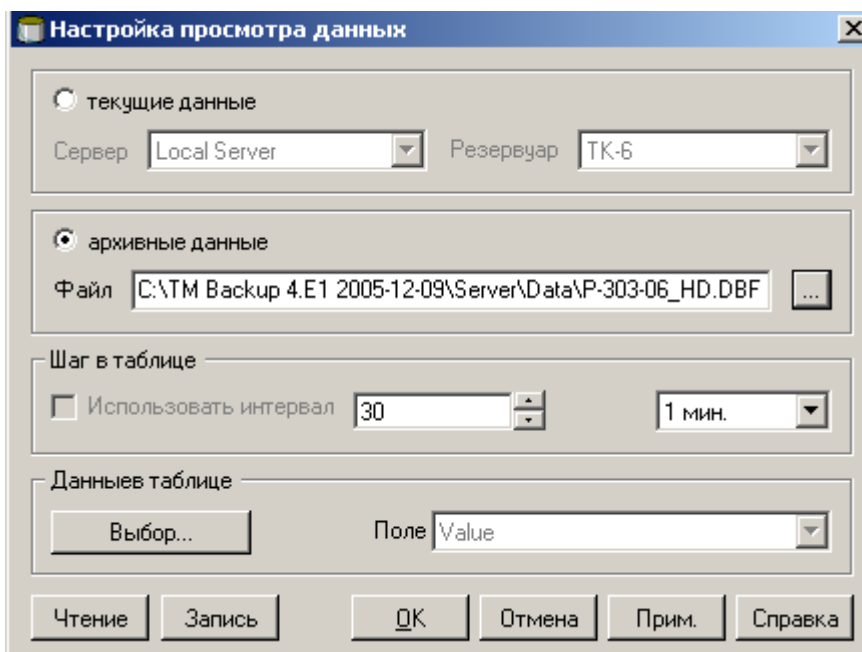 Настройка просмотра данных
текущие данные
Сервер Local Server Резервуар TK-6
архивные данные
Файл C:\TM Backup 4.E1 2005-12-09\Server\Data\P-303-06_HD.DBF ...
Шаг в таблице
Использовать интервал 30 1 мин.
Данныев таблице
Выбор... Поле Value
Чтение Запись OK Отмена Прим. Справка